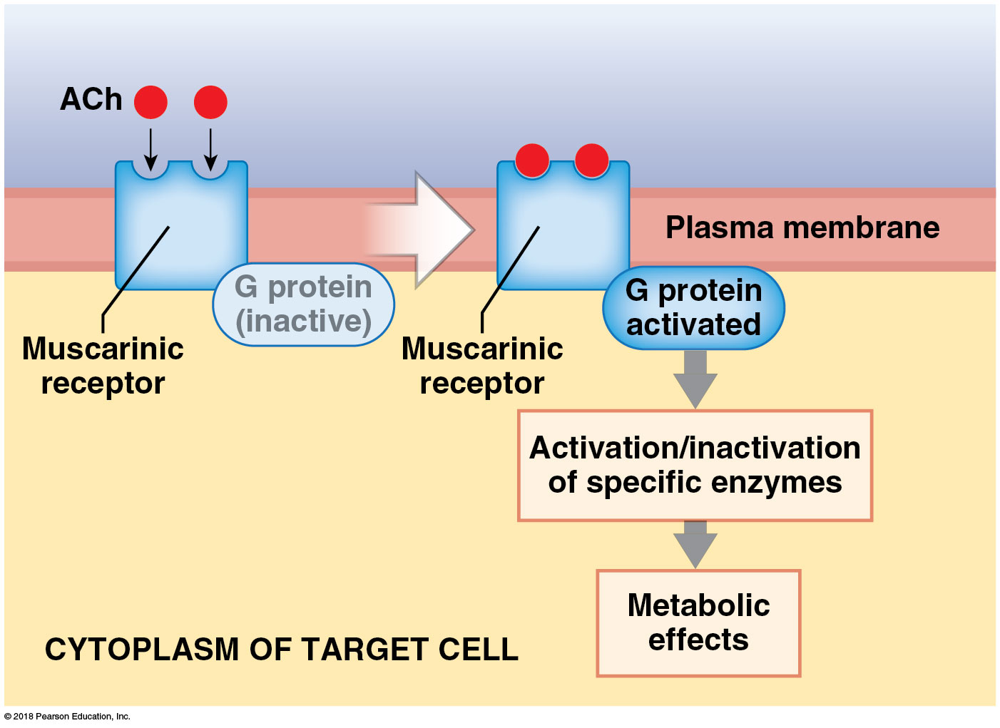 ACh
Plasma membrane
G protein
(inactive)
G protein
activated
Muscarinic
receptor
Muscarinic
receptor
Activation/inactivation
of specific enzymes
Metabolic
effects
CYTOPLASM OF TARGET CELL
© 2018 Pearson Education, Inc.